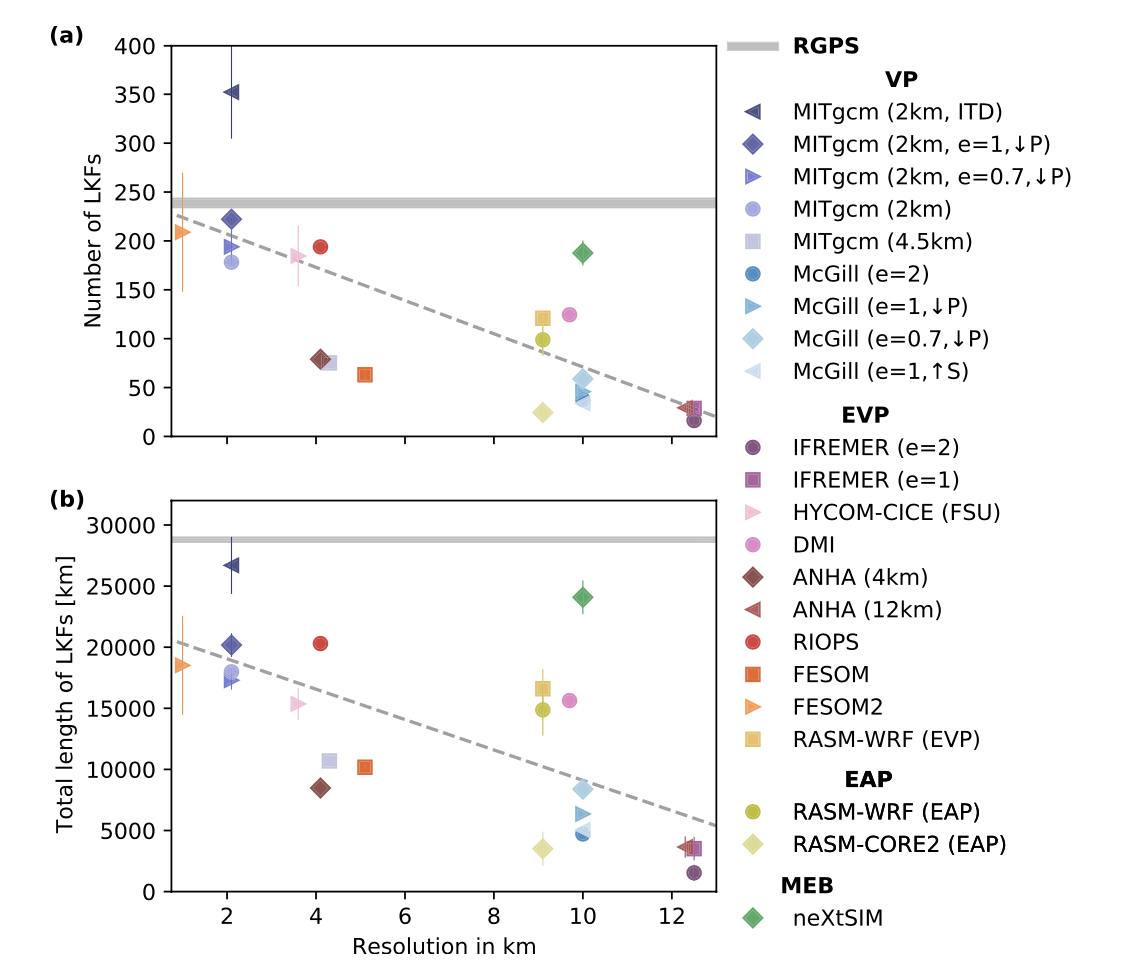 (a)
400
350
300
250
200
150
100
50
0
Number of LKFs
(b)
30000
25000
20000
15000
10000
5000
0
Total length of LKFs [km]
2 4 6 8 10 12
Resolution in km
RGPS
VP
MITgcm (2km, ITD)
MITgcm (2km, e=1,↓P)
MITgcm (2km, e=0.7,↓P)
MITgcm (2km)
MITgcm (4.5km)
McGill (e=2)
McGill (e=1,↓P)
McGill (e=0.7,↓P)
McGill (e=1,↑S)
EVP
IFREMER (e=2)
IFREMER (e=1)
HYCOM-CICE (FSU)
DMI
ANHA (4km)
ANHA (12km)
RIOPS
FESOM
FESOM2
RASM-WRF (EVP)
EAP
RASM-WRF (EAP)
RASM-CORE2 (EAP)
MEB
neXtSIM